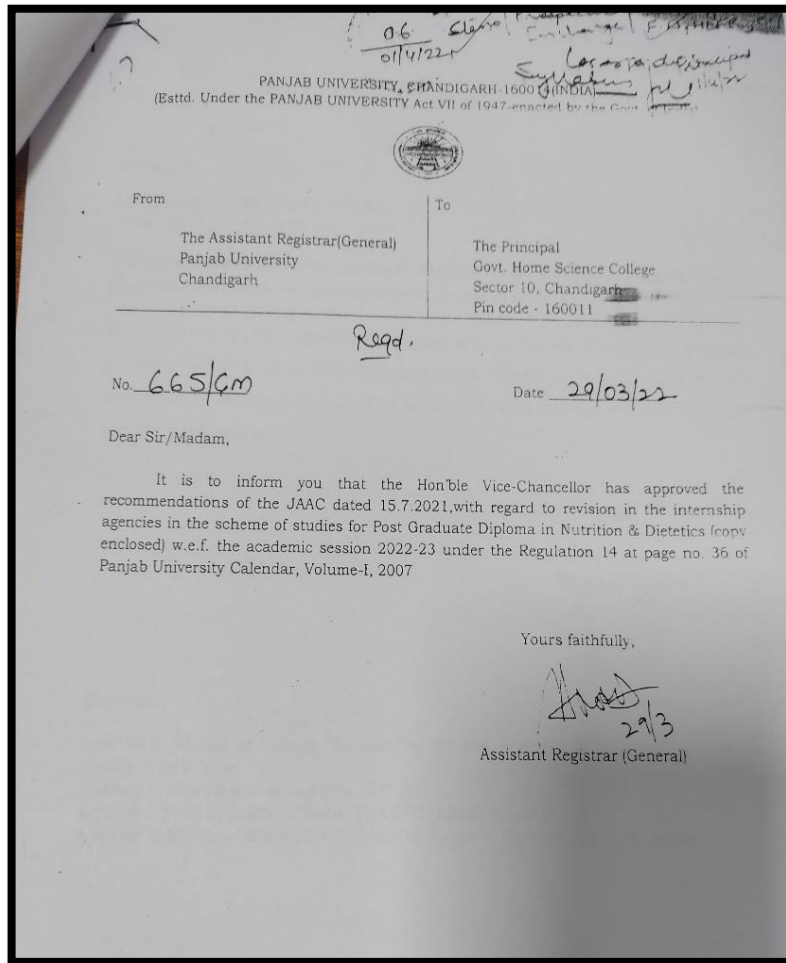 06
01/4/22
Syllabus
PANJAB UNIVERSITY, CHANDIGARH-160014(INDIA)
(Esttd. Under the PANJAB UNIVERSITY Act VII of 1947-enacted by the Govt
From
The Assistant Registrar(General)
Panjab University
Chandigarh
To
The Principal
Govt. Home Science College
Sector 10, Chandigarh
Pin code - 160011
Regd.
No. 665/GM
Date 29/03/22
Dear Sir/Madam,
It is to inform you that the Hon'ble Vice-Chancellor has approved the
recommendations of the JAAC dated 15.7.2021,with regard to revision in the internship
agencies in the scheme of studies for Post Graduate Diploma in Nutrition & Dietetics (copy
enclosed) w.e.f. the academic session 2022-23 under the Regulation 14 at page no. 36 of
Panjab University Calendar, Volume-I, 2007
Yours faithfully,
29/3
Assistant Registrar (General)